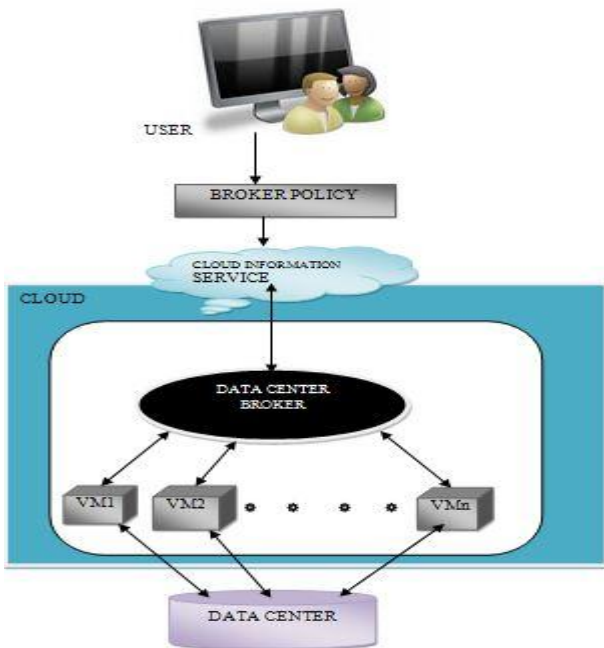 USER
BROKER POLICY
CLOUD INFORMATION
SERVICE
CLOUD
DATA CENTER
BROKER
VM1
VM2
VMn
DATA CENTER